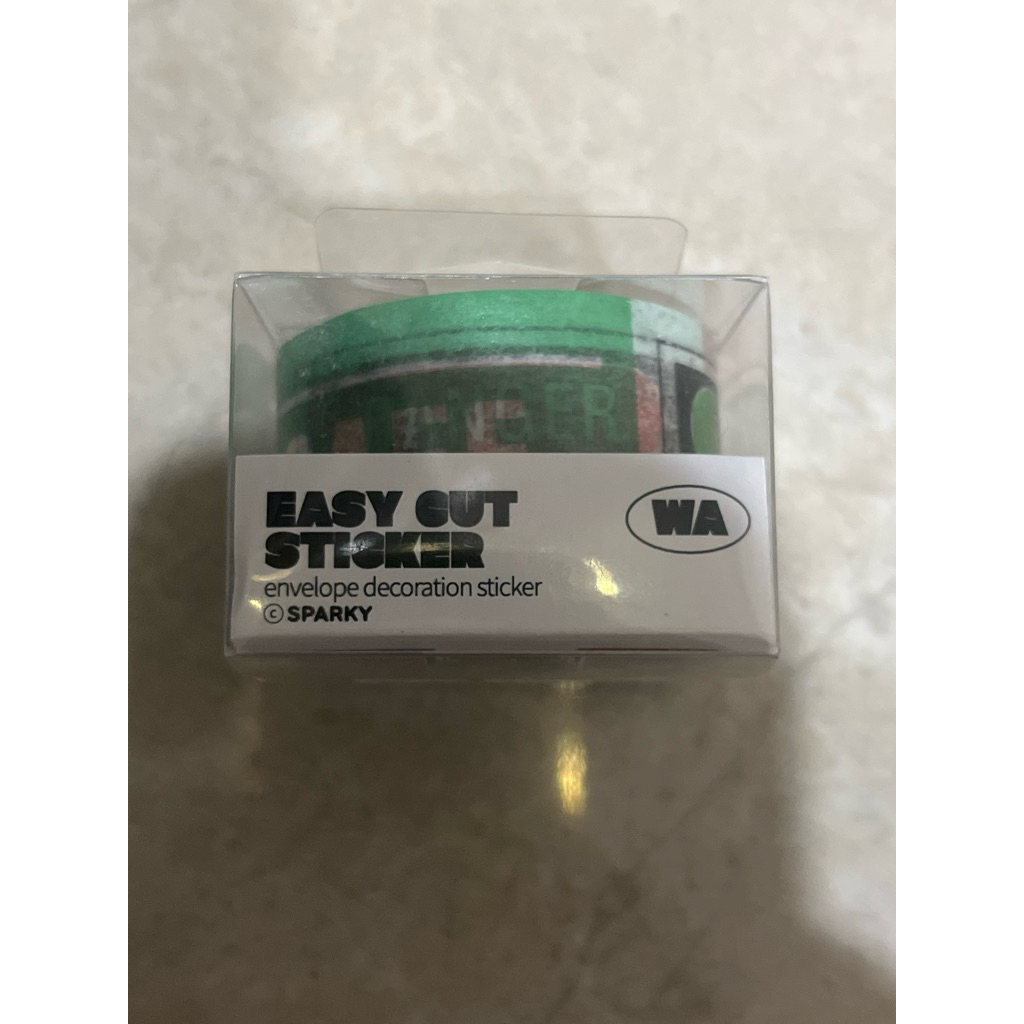 EASY CUT
STICKER
WA
envelope decoration sticker
ⓒ SPARKY